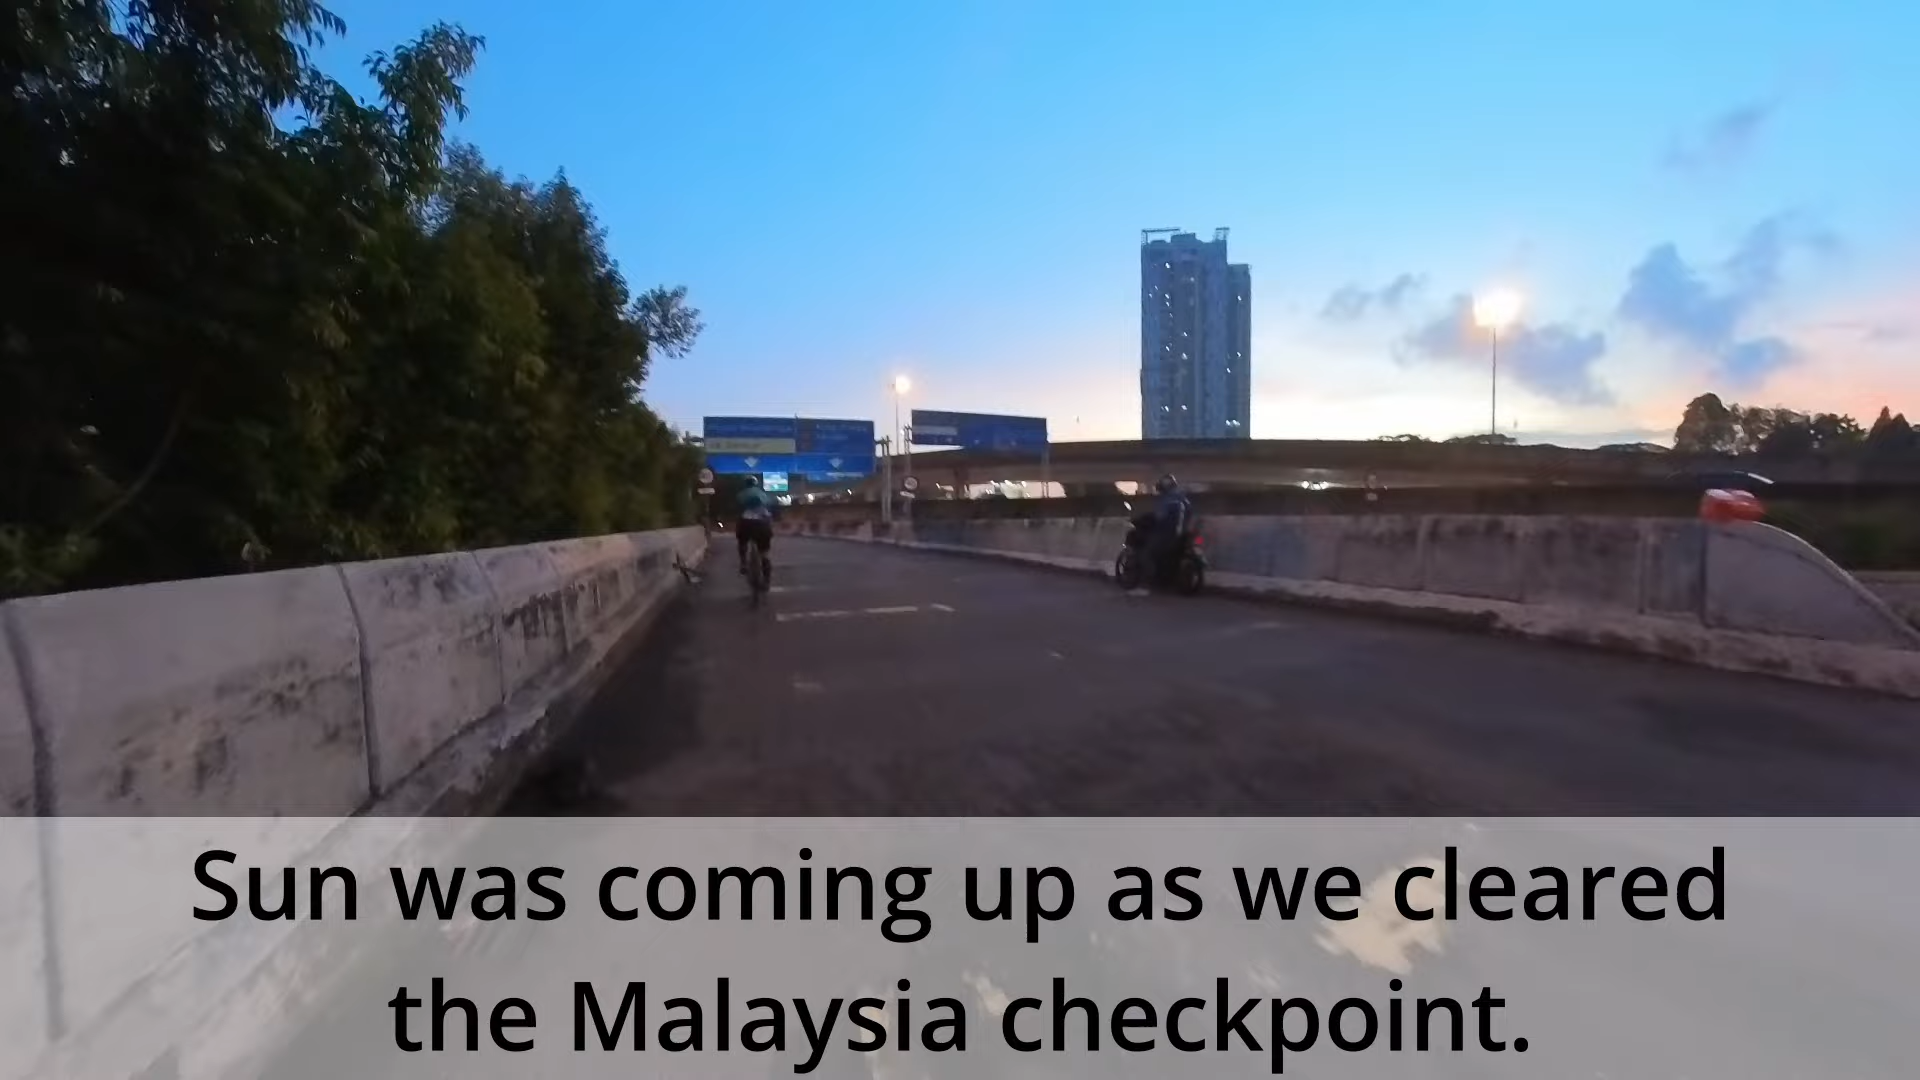 Sun was coming up as we cleared
the Malaysia checkpoint.